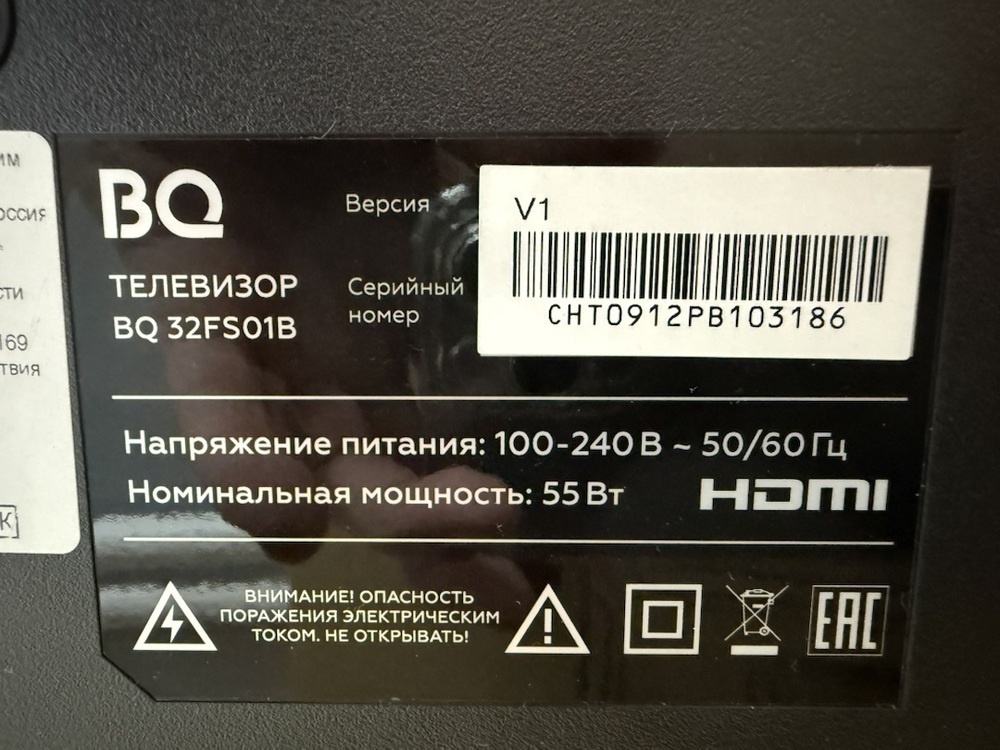 BQ
ТЕЛЕВИЗОР
BQ 32FS01B
Версия
Серийный
номер
V1
CHT0912PB103186
Напряжение питания: 100-240 В ~ 50/60 Гц
Номинальная мощность: 55 Вт
HDMI
ВНИМАНИЕ! ОПАСНОСТЬ
ПОРАЖЕНИЯ ЭЛЕКТРИЧЕСКИМ
ТОКОМ. НЕ ОТКРЫВАТЬ!
EAC